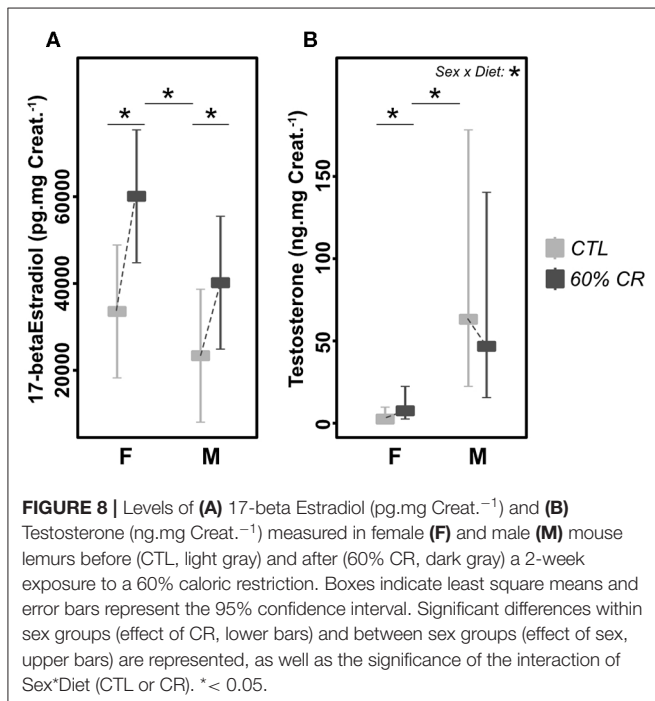 A
B
*
*
*
17-betaEstradiol (pg.mg Creat.⁻¹)
20000
40000
60000
F
M
Sex x Diet: *
*
*
Testosterone (ng.mg Creat.⁻¹)
0
50
100
150
F
M
CTL
60% CR
FIGURE 8 | Levels of (A) 17-beta Estradiol (pg.mg Creat.−1) and (B)
Testosterone (ng.mg Creat.−1) measured in female (F) and male (M) mouse
lemurs before (CTL, light gray) and after (60% CR, dark gray) a 2-week
exposure to a 60% caloric restriction. Boxes indicate least square means and
error bars represent the 95% confidence interval. Significant differences within
sex groups (effect of CR, lower bars) and between sex groups (effect of sex,
upper bars) are represented, as well as the significance of the interaction of
Sex*Diet (CTL or CR). *< 0.05.